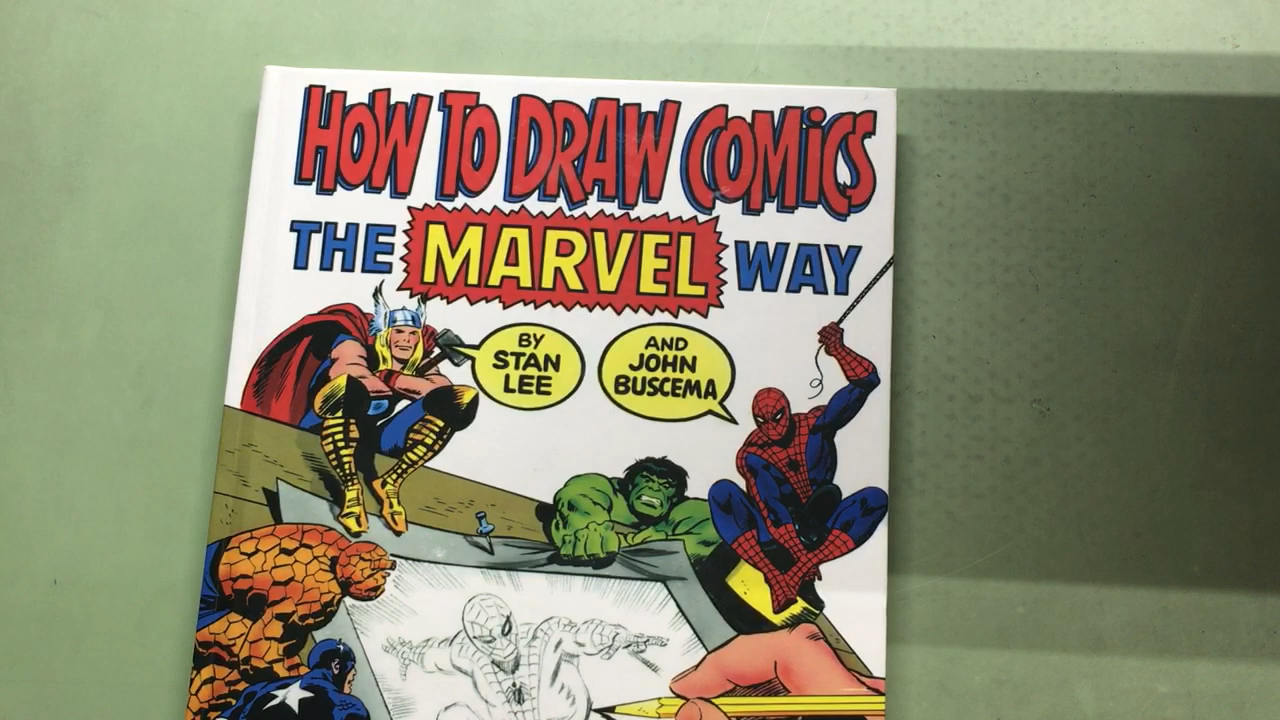 HOW TO DRAW COMICS
THE MARVEL WAY
BY
STAN
LEE
AND
JOHN
BUSCEMA